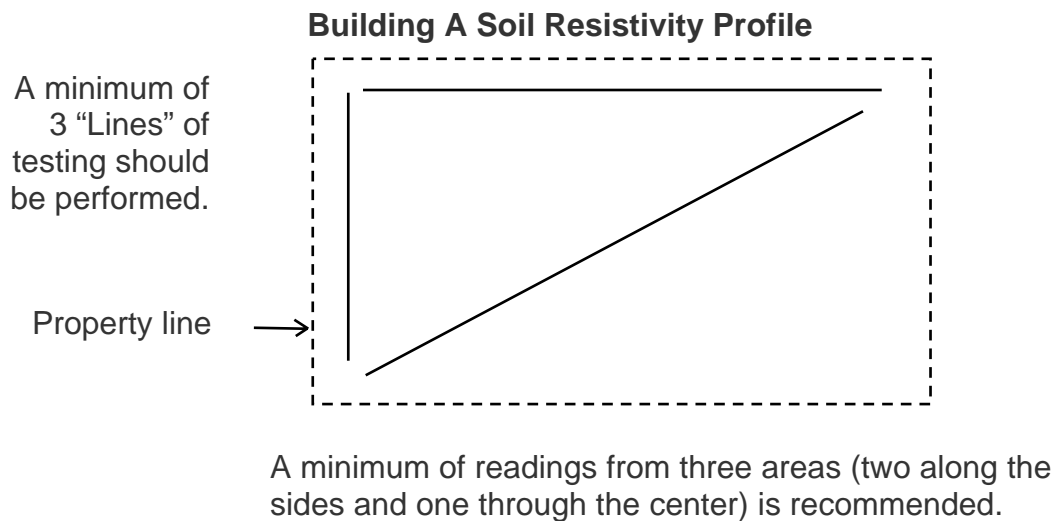 Building A Soil Resistivity Profile
A minimum of
3 “Lines” of
testing should
be performed.
Property line
A minimum of readings from three areas (two along the
sides and one through the center) is recommended.